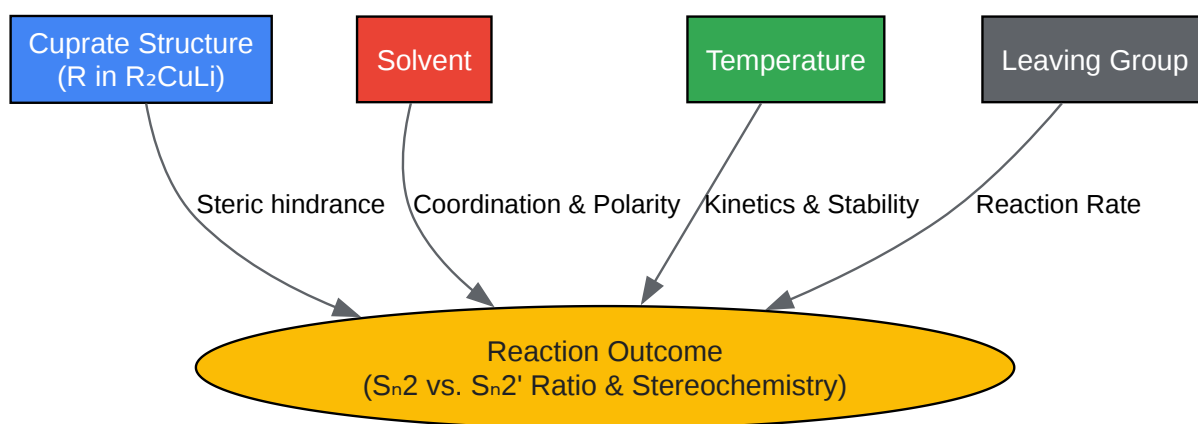 Cuprate Structure
(R in R₂CuLi)
Solvent
Temperature
Leaving Group
Steric hindrance
Coordination & Polarity
Kinetics & Stability
Reaction Rate
Reaction Outcome
(Sₙ2 vs. Sₙ2' Ratio & Stereochemistry)